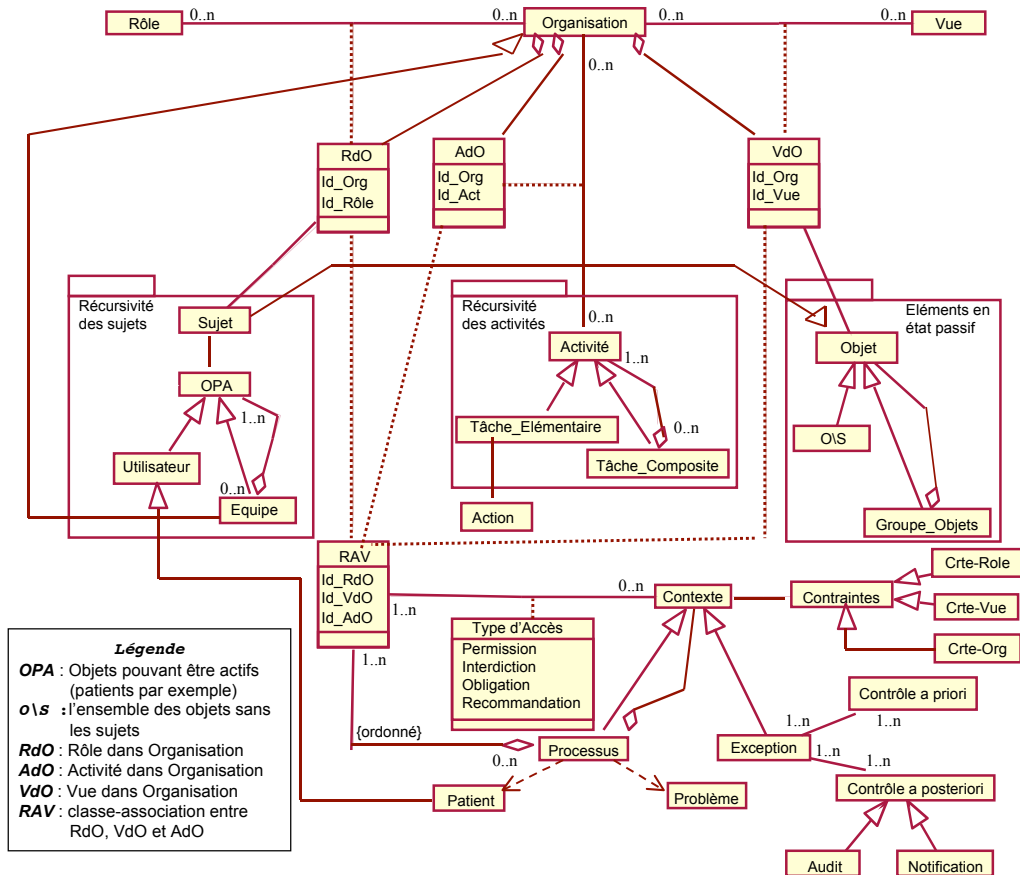 Rôle
0..n
0..n
Organisation
0..n
0..n
Vue
0..n
RdO
Id_Org
Id_Rôle
AdO
Id_Org
Id_Act
VdO
Id_Org
Id_Vue
Récursivité
des sujets
Sujet
OPA
1..n
Utilisateur
0..n
Equipe
Récursivité
des activités
0..n
Activité
1..n
Tâche_Elémentaire
0..n
Tâche_Composite
Action
Eléments en
état passif
Objet
O\S
Groupe_Objets
RAV
Id_RdO
Id_VdO
Id_AdO
1..n
1..n
0..n
Contexte
Contraintes
Crte-Role
Crte-Vue
Crte-Org
Type d'Accès
Permission
Interdiction
Obligation
Recommandation
{ordonné}
0..n
Processus
Patient
Problème
Exception
1..n
1..n
Contrôle a priori
1..n
1..n
Contrôle a posteriori
Audit
Notification
Légende
OPA : Objets pouvant être actifs
(patients par exemple)
O\S : l'ensemble des objets sans
les sujets
RdO : Rôle dans Organisation
AdO : Activité dans Organisation
VdO : Vue dans Organisation
RAV : classe-association entre
RdO, VdO et AdO